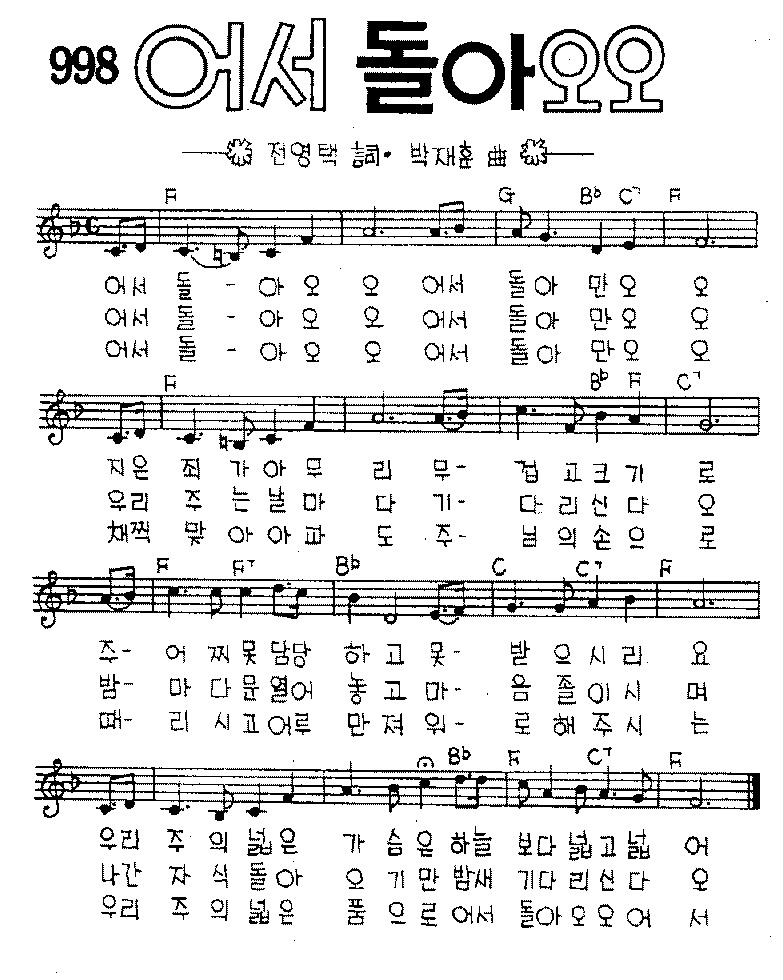 998 어서 돌아오오
전영택 詞· 박재훈 曲
F G B♭ C7 F
어서 돌 - 아 오 오 어서 돌아 만오 오
어서 돌 - 아 오 오 어서 돌아 만오 오
어서 돌 - 아 오 오 어서 돌아 만오 오
F B♭ F C7
지은 죄 가 아 무 리 무- 겁 고 크 기 로
우리 주 는 날 마 다 기- 다 리 신 다 오
채찍 맞 아 아 파 도 주- 님 의 손 으 로
F F7 B♭ C C7 F
주- 어 찌 못 담당 하 고 못- 받 으 시 리 요
밤- 마 다 문 열어 놓 고 마- 음 졸 이 시 며
때- 리 시 고 어루 만 져 위- 로 해 주 시 는
B♭ F C7 F
우리 주 의 넓 은 가 슴 은 하늘 보다 넓고 넓 어
나간 자 식 돌 아 오 기 만 밤새 기다 리신 다 오
우리 주 의 넓 은 품 으 로 어서 돌아 오오 어 서